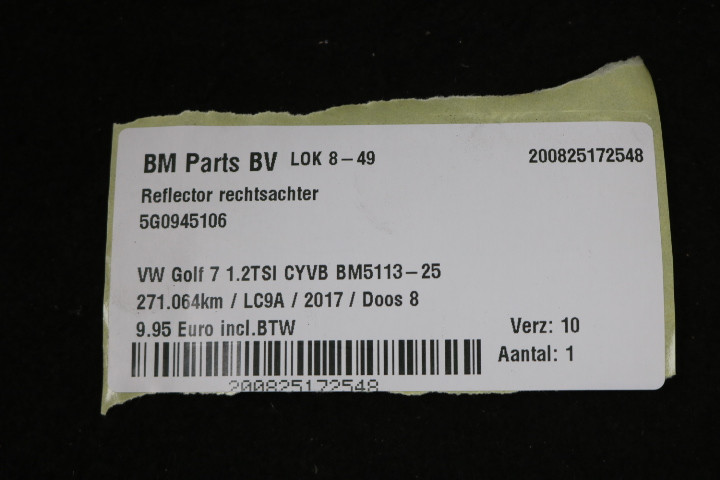 BM Parts BV LOK 8-49 200825172548
Reflector rechtsachter
5G0945106
VW Golf 7 1.2TSI CYVB BM5113-25
271.064km / LC9A / 2017 / Doos 8
9.95 Euro incl.BTW Verz: 10
Aantal: 1
200825172548